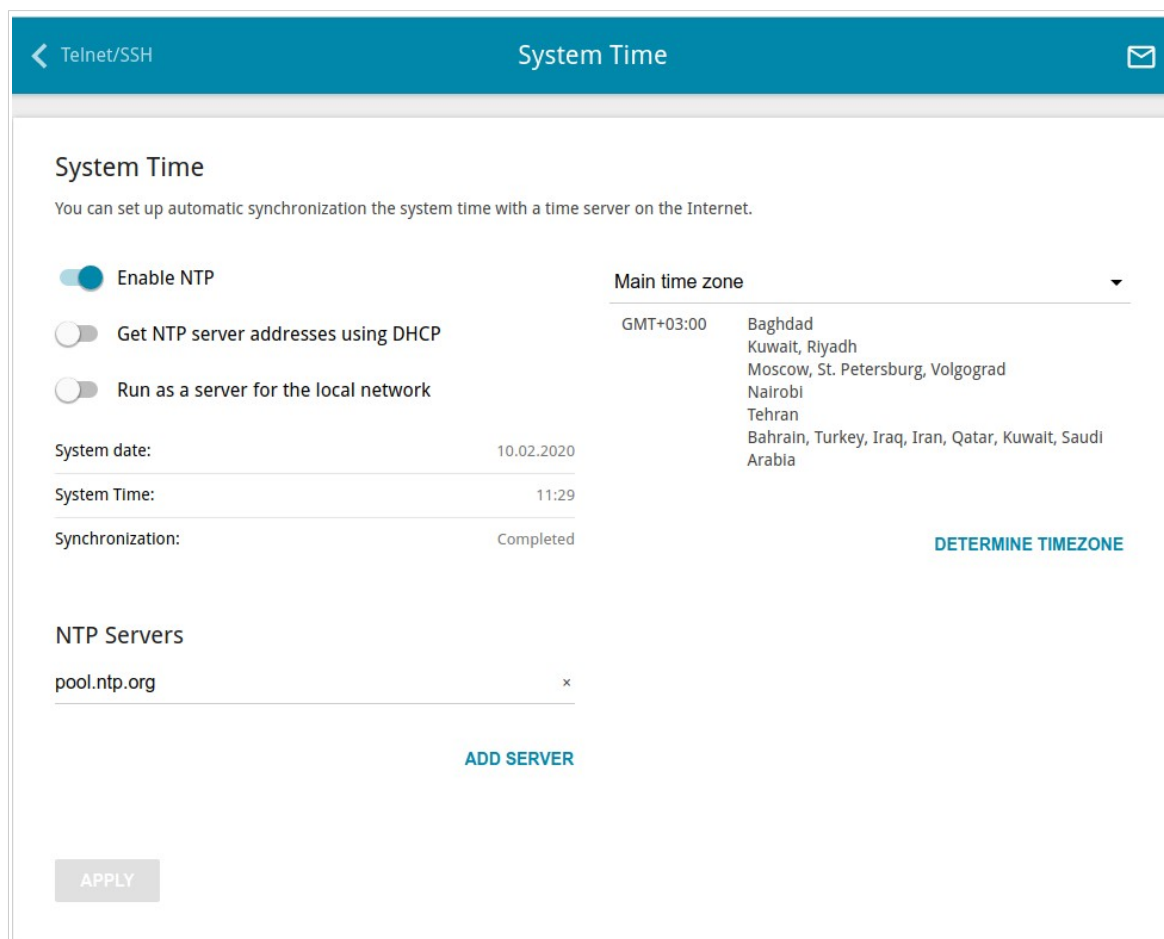 Telnet/SSH
System Time
System Time
You can set up automatic synchronization the system time with a time server on the Internet.
Enable NTP
Get NTP server addresses using DHCP
Run as a server for the local network
System date: 10.02.2020
System Time: 11:29
Synchronization: Completed
Main time zone
GMT+03:00 Baghdad
Kuwait, Riyadh
Moscow, St. Petersburg, Volgograd
Nairobi
Tehran
Bahrain, Turkey, Iraq, Iran, Qatar, Kuwait, Saudi
Arabia
DETERMINE TIMEZONE
NTP Servers
pool.ntp.org ×
ADD SERVER
APPLY